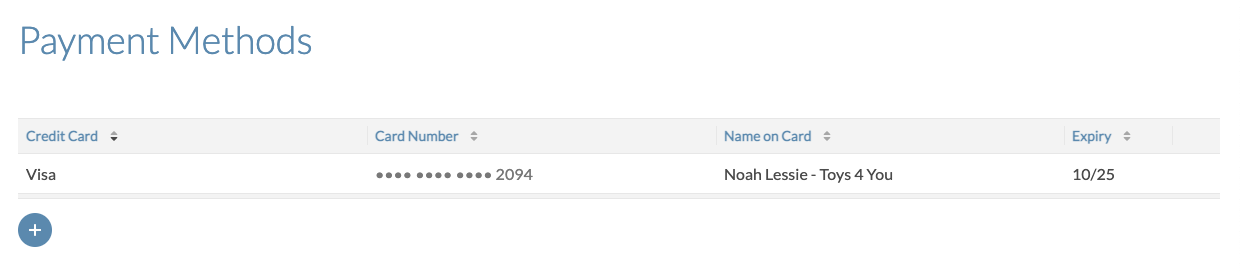 Payment Methods
Credit Card Card Number Name on Card Expiry
Visa •••• •••• •••• 2094 Noah Lessie - Toys 4 You 10/25
+